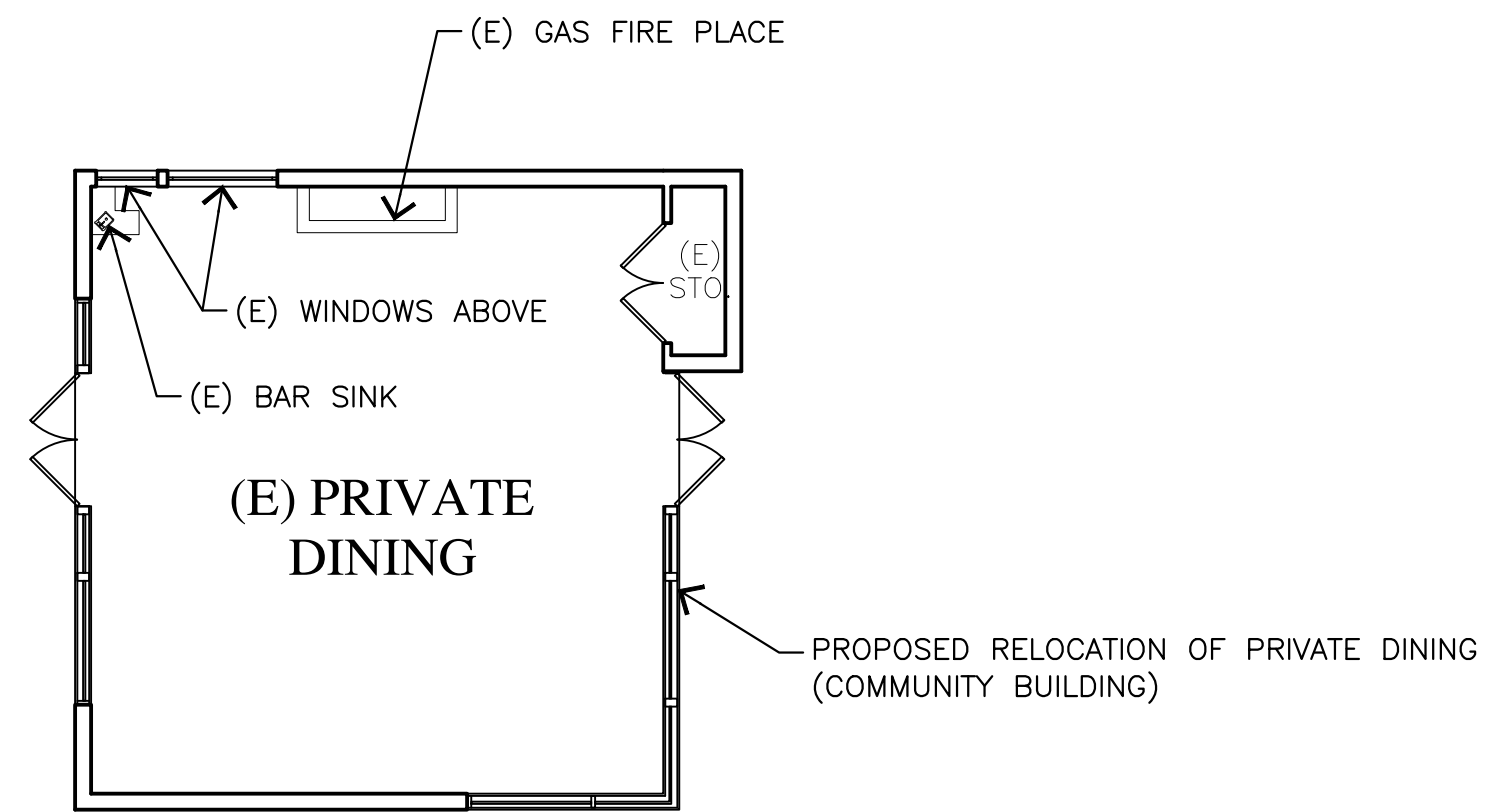 (E) GAS FIRE PLACE
(E)
STO.
(E) WINDOWS ABOVE
(E) BAR SINK
(E) PRIVATE
DINING
PROPOSED RELOCATION OF PRIVATE DINING
(COMMUNITY BUILDING)